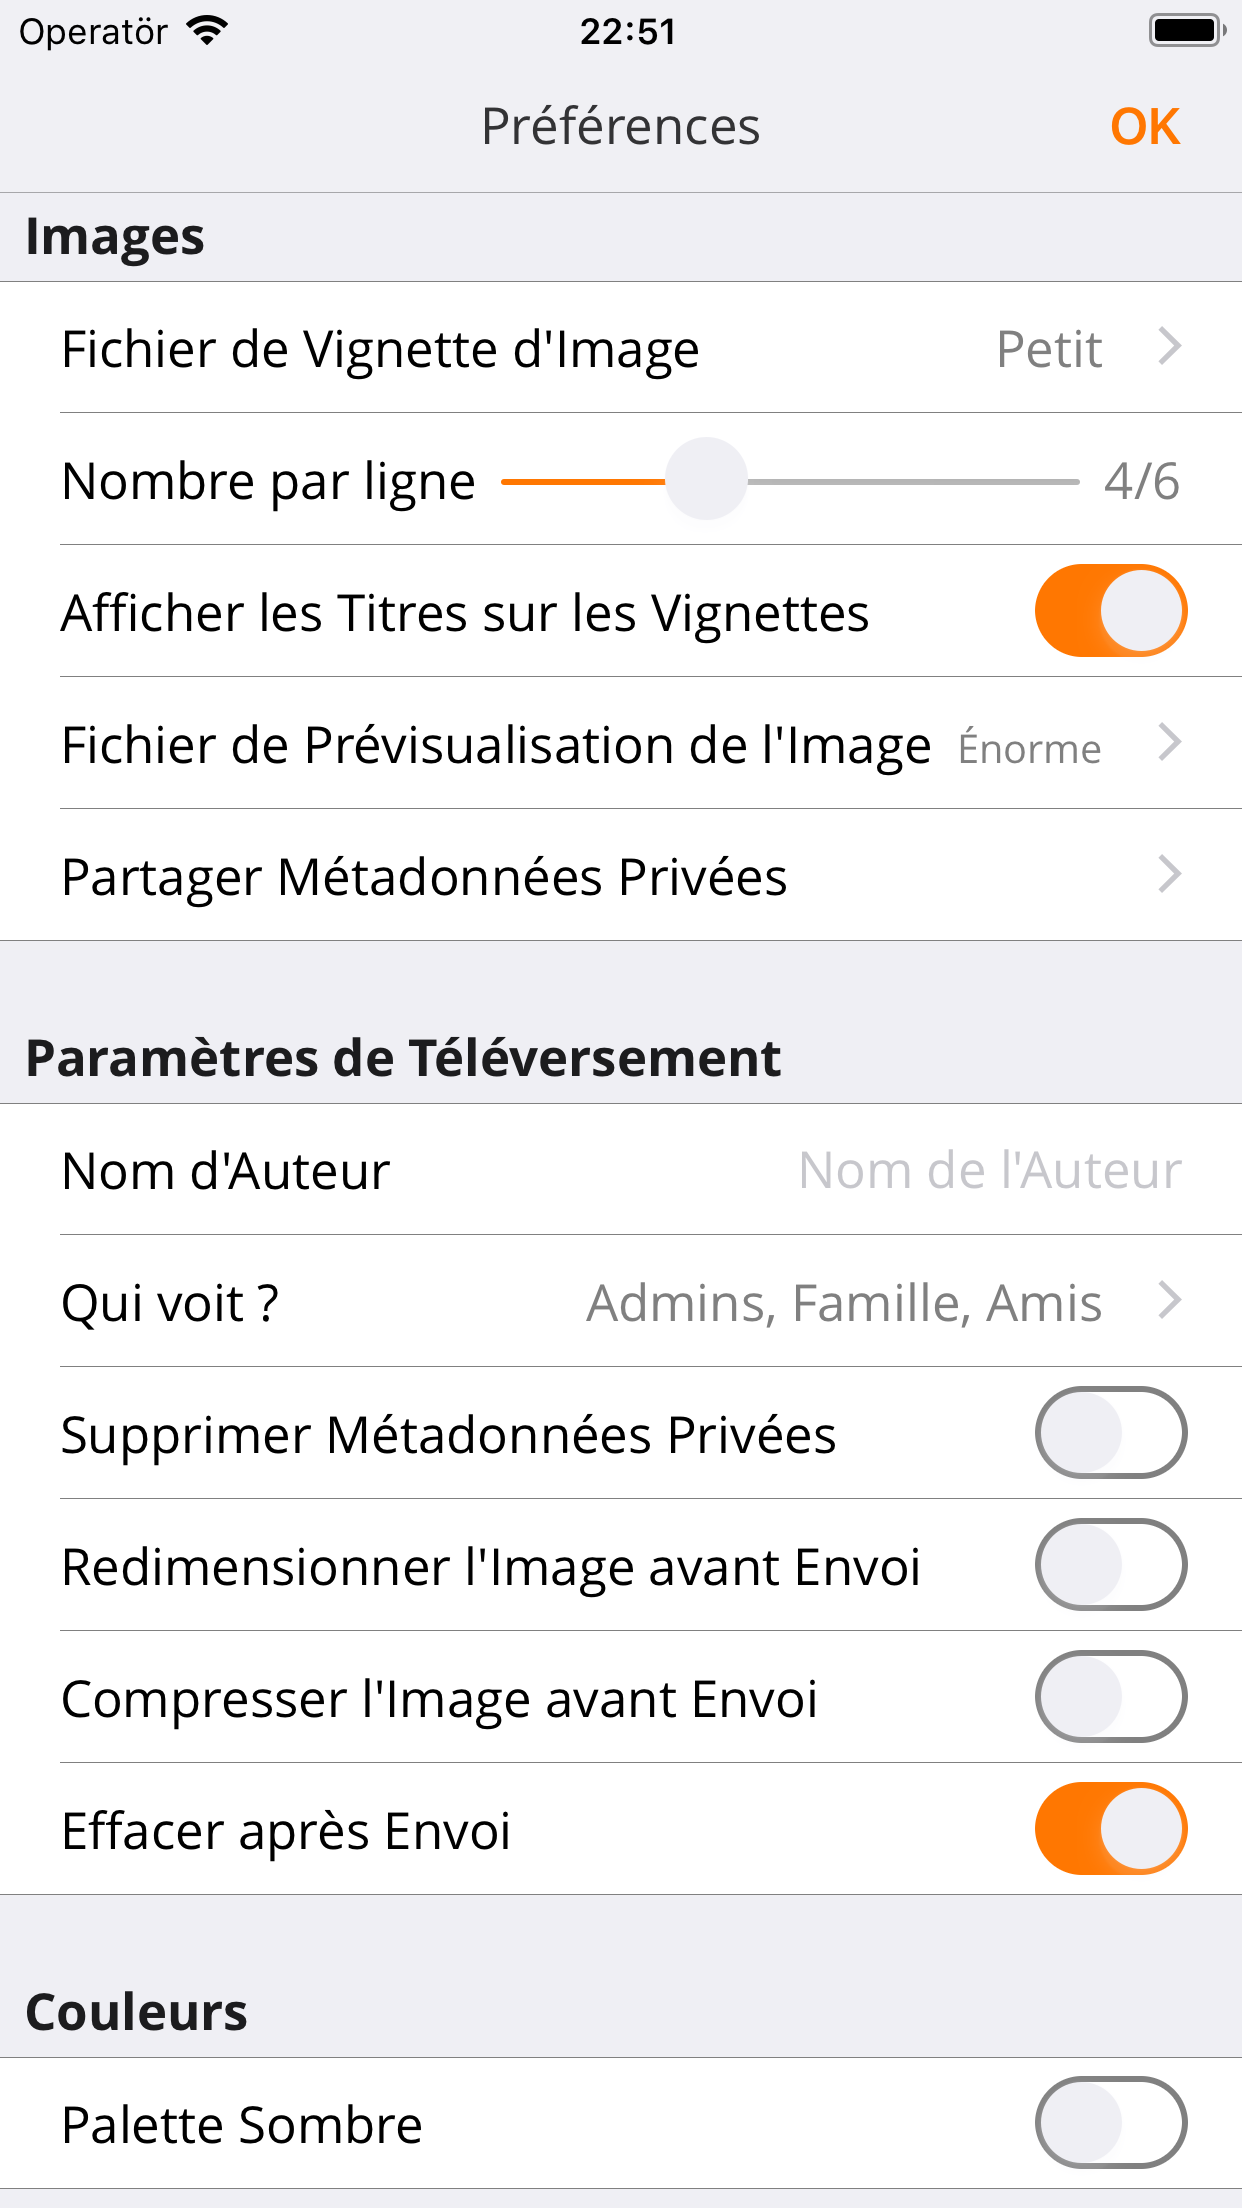 Operatör 22:51
Préférences OK
Images
Fichier de Vignette d'Image Petit
Nombre par ligne 4/6
Afficher les Titres sur les Vignettes
Fichier de Prévisualisation de l'Image Énorme
Partager Métadonnées Privées
Paramètres de Téléversement
Nom d'Auteur Nom de l'Auteur
Qui voit ? Admins, Famille, Amis
Supprimer Métadonnées Privées
Redimensionner l'Image avant Envoi
Compresser l'Image avant Envoi
Effacer après Envoi
Couleurs
Palette Sombre